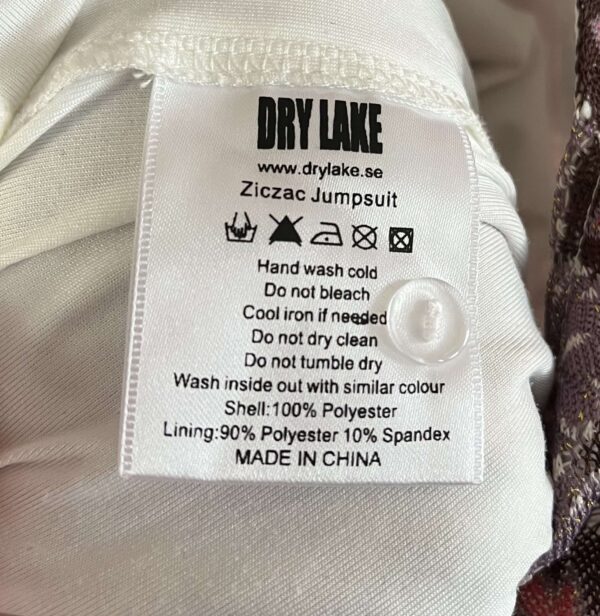 DRY LAKE
www.drylake.se
Ziczac Jumpsuit
Hand wash cold
Do not bleach
Cool iron if needed
Do not dry clean
Do not tumble dry
Wash inside out with similar colour
Shell:100% Polyester
Lining:90% Polyester 10% Spandex
MADE IN CHINA